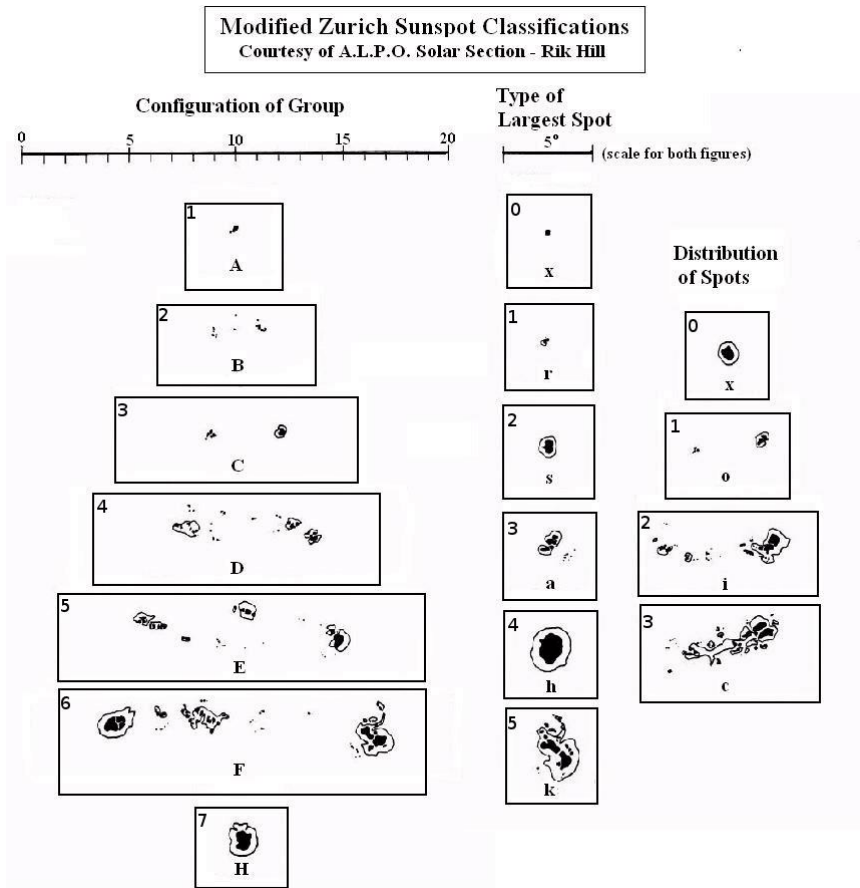 Modified Zurich Sunspot Classifications
Courtesy of A.L.P.O. Solar Section - Rik Hill
Configuration of Group
0 5 10 15 20
1
A
2
B
3
C
4
D
5
E
6
F
7
H
Type of
Largest Spot
5° (scale for both figures)
0
x
1
r
2
s
3
a
4
h
5
k
Distribution
of Spots
0
x
1
o
2
i
3
c